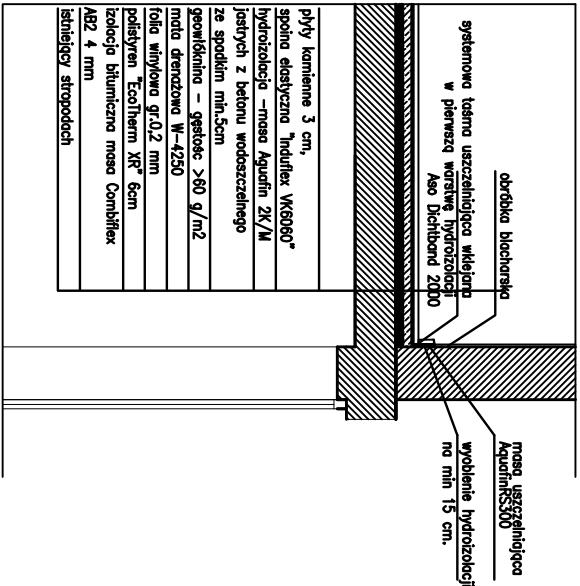 obróbka blacharska
systemowa taśma uszczelniająca wklejana
w pierwszą warstwę hydroizolacji
Aso Dichtband 2000
masa uszczelniająca
AquafinRS300
wyoblenie hydroizolacji
na min 15 cm.
płyty kamienne 3 cm,
spoina elastyczna "Induflex VK6060"
hydroizolacja –masa Aquafin 2K/M
jastrych z betonu wodoszczelnego
ze spadkim min.5cm
geowłóknina – gęstość >60 g/m2
mata drenażowa W–4250
folia winylowa gr.0,2 mm
polistyren "EcoTherm XR" 6cm
izolacja bitumiczna masa Combiflex
AB2 4 mm
istniejący stropodach